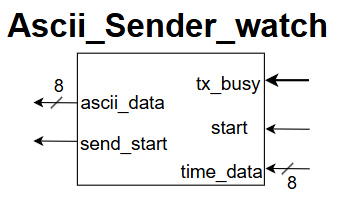 Ascii_Sender_watch
8
tx_busy
ascii_data
start
send_start
time_data
8